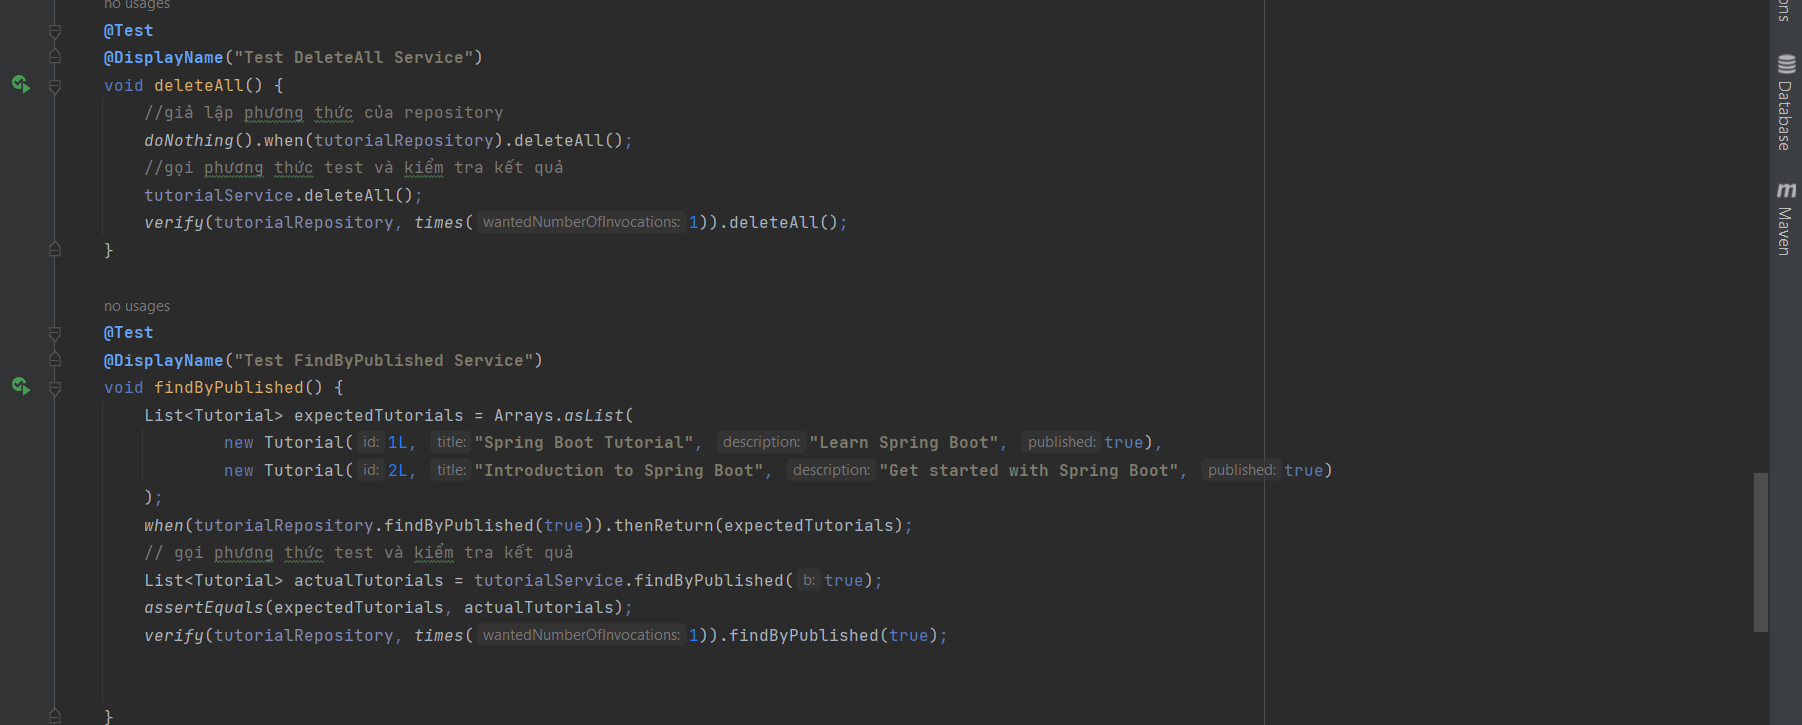 no usages
@Test
@DisplayName("Test DeleteAll Service")
void deleteAll() {
//giả lập phương thức của repository
doNothing().when(tutorialRepository).deleteAll();
//gọi phương thức test và kiểm tra kết quả
tutorialService.deleteAll();
verify(tutorialRepository, times( wantedNumberOfInvocations: 1)).deleteAll();
}
no usages
@Test
@DisplayName("Test FindByPublished Service")
void findByPublished() {
List<Tutorial> expectedTutorials = Arrays.asList(
new Tutorial( id: 1L, title: "Spring Boot Tutorial", description: "Learn Spring Boot", published: true),
new Tutorial( id: 2L, title: "Introduction to Spring Boot", description: "Get started with Spring Boot", published: true)
);
when(tutorialRepository.findByPublished(true)).thenReturn(expectedTutorials);
// gọi phương thức test và kiểm tra kết quả
List<Tutorial> actualTutorials = tutorialService.findByPublished( b: true);
assertEquals(expectedTutorials, actualTutorials);
verify(tutorialRepository, times( wantedNumberOfInvocations: 1)).findByPublished(true);
}
Database
m Maven